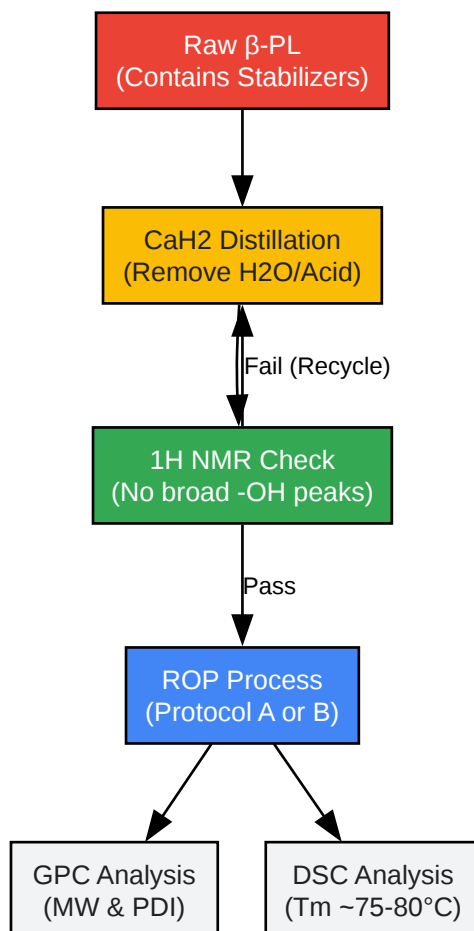 Raw β-PL
(Contains Stabilizers)
CaH2 Distillation
(Remove H2O/Acid)
Fail (Recycle)
1H NMR Check
(No broad -OH peaks)
Pass
ROP Process
(Protocol A or B)
GPC Analysis
(MW & PDI)
DSC Analysis
(Tm ~75-80°C)